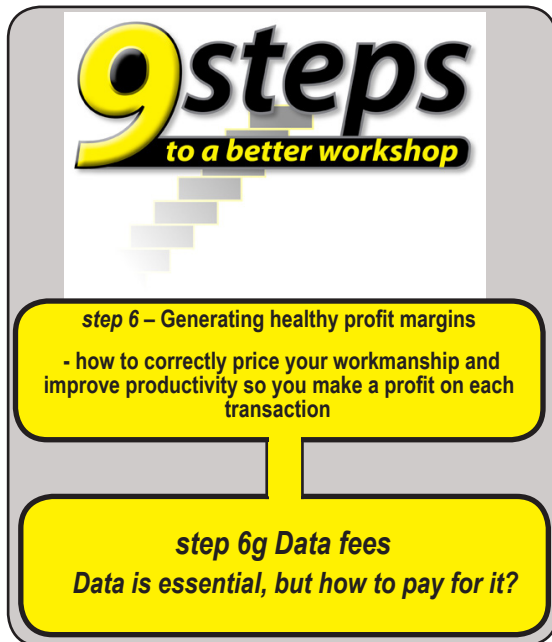 9 steps
to a better workshop
step 6 – Generating healthy profit margins
- how to correctly price your workmanship and
improve productivity so you make a profit on each
transaction
step 6g Data fees
Data is essential, but how to pay for it?